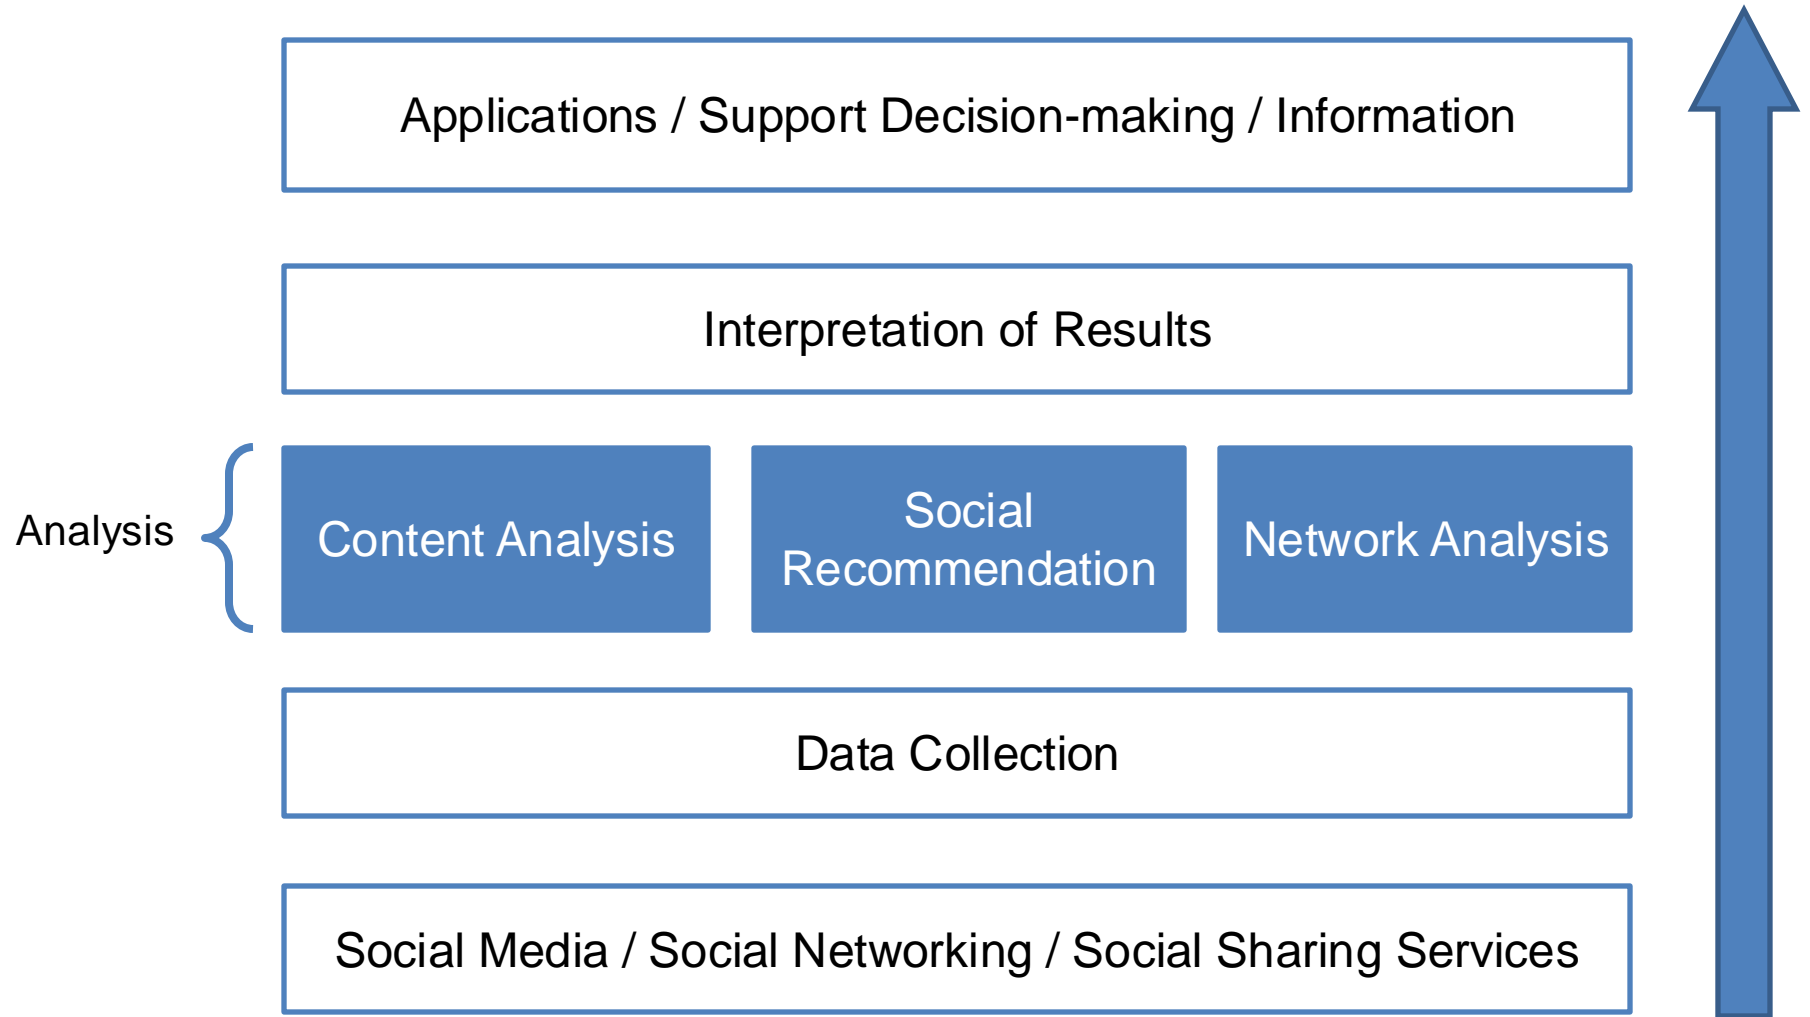 Applications / Support Decision-making / Information
Interpretation of Results
Analysis
Content Analysis
Social
Recommendation
Network Analysis
Data Collection
Social Media / Social Networking / Social Sharing Services